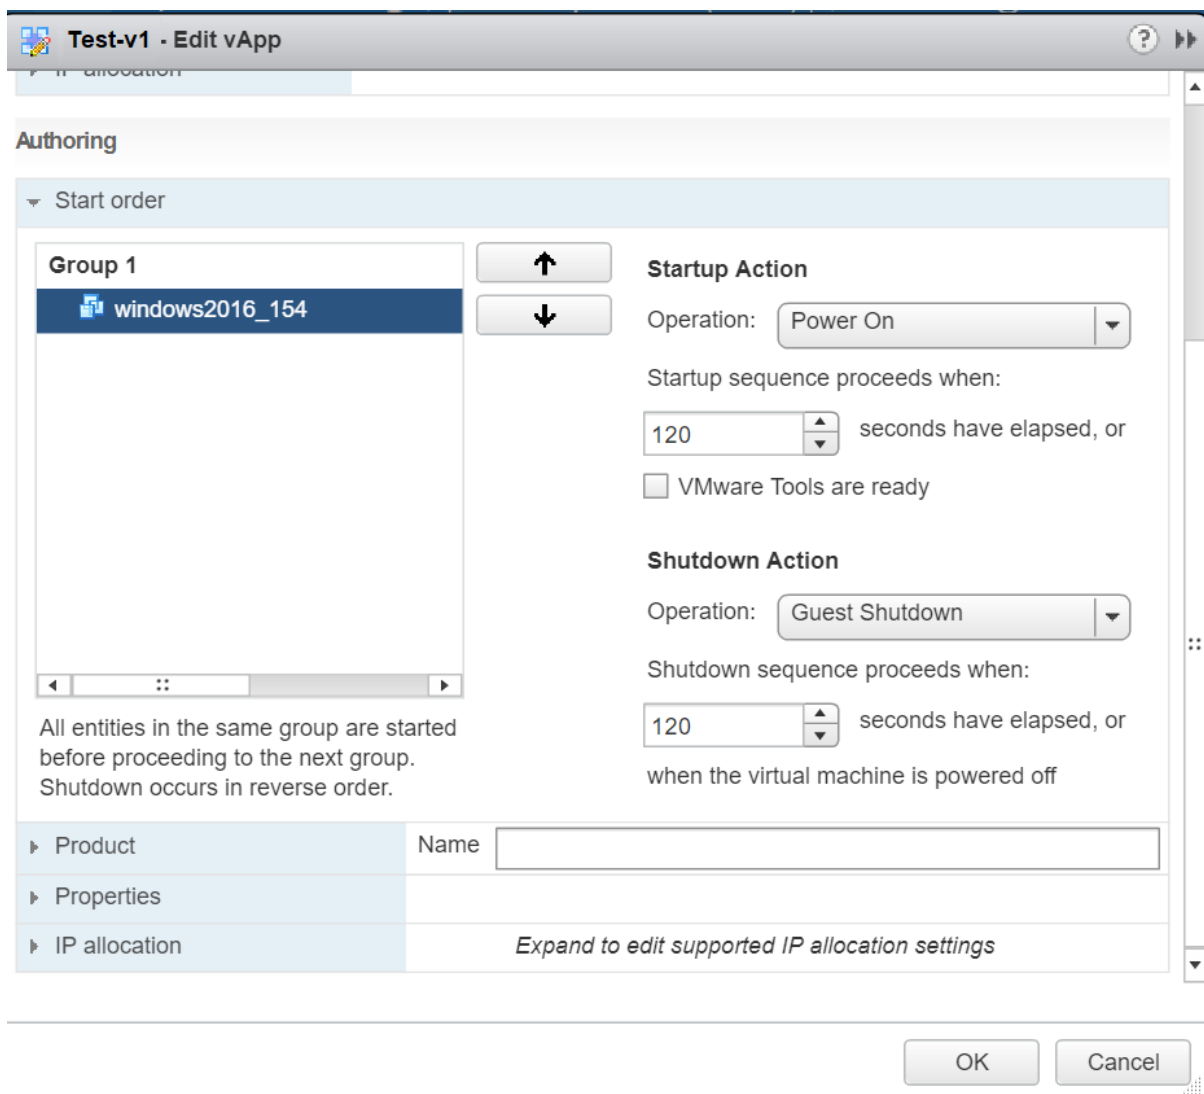 Test-v1 - Edit vApp
IP allocation
Authoring
Start order
Group 1
windows2016_154
Startup Action
Operation: Power On
Startup sequence proceeds when:
120 seconds have elapsed, or
VMware Tools are ready
Shutdown Action
Operation: Guest Shutdown
Shutdown sequence proceeds when:
120 seconds have elapsed, or
when the virtual machine is powered off
All entities in the same group are started
before proceeding to the next group.
Shutdown occurs in reverse order.
Product Name
Properties
IP allocation Expand to edit supported IP allocation settings
OK Cancel